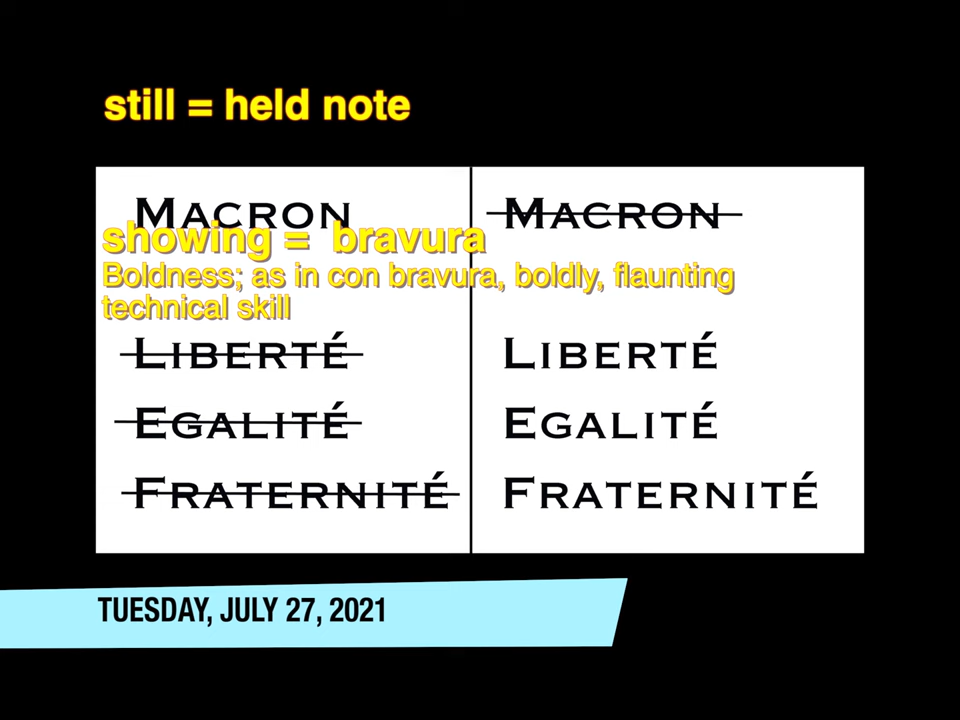 still = held note
MACRON MACRON
showing = bravura
Boldness; as in con bravura, boldly, flaunting
technical skill
LIBERTÉ LIBERTÉ
EGALITÉ EGALITÉ
FRATERNITÉ FRATERNITÉ
TUESDAY, JULY 27, 2021